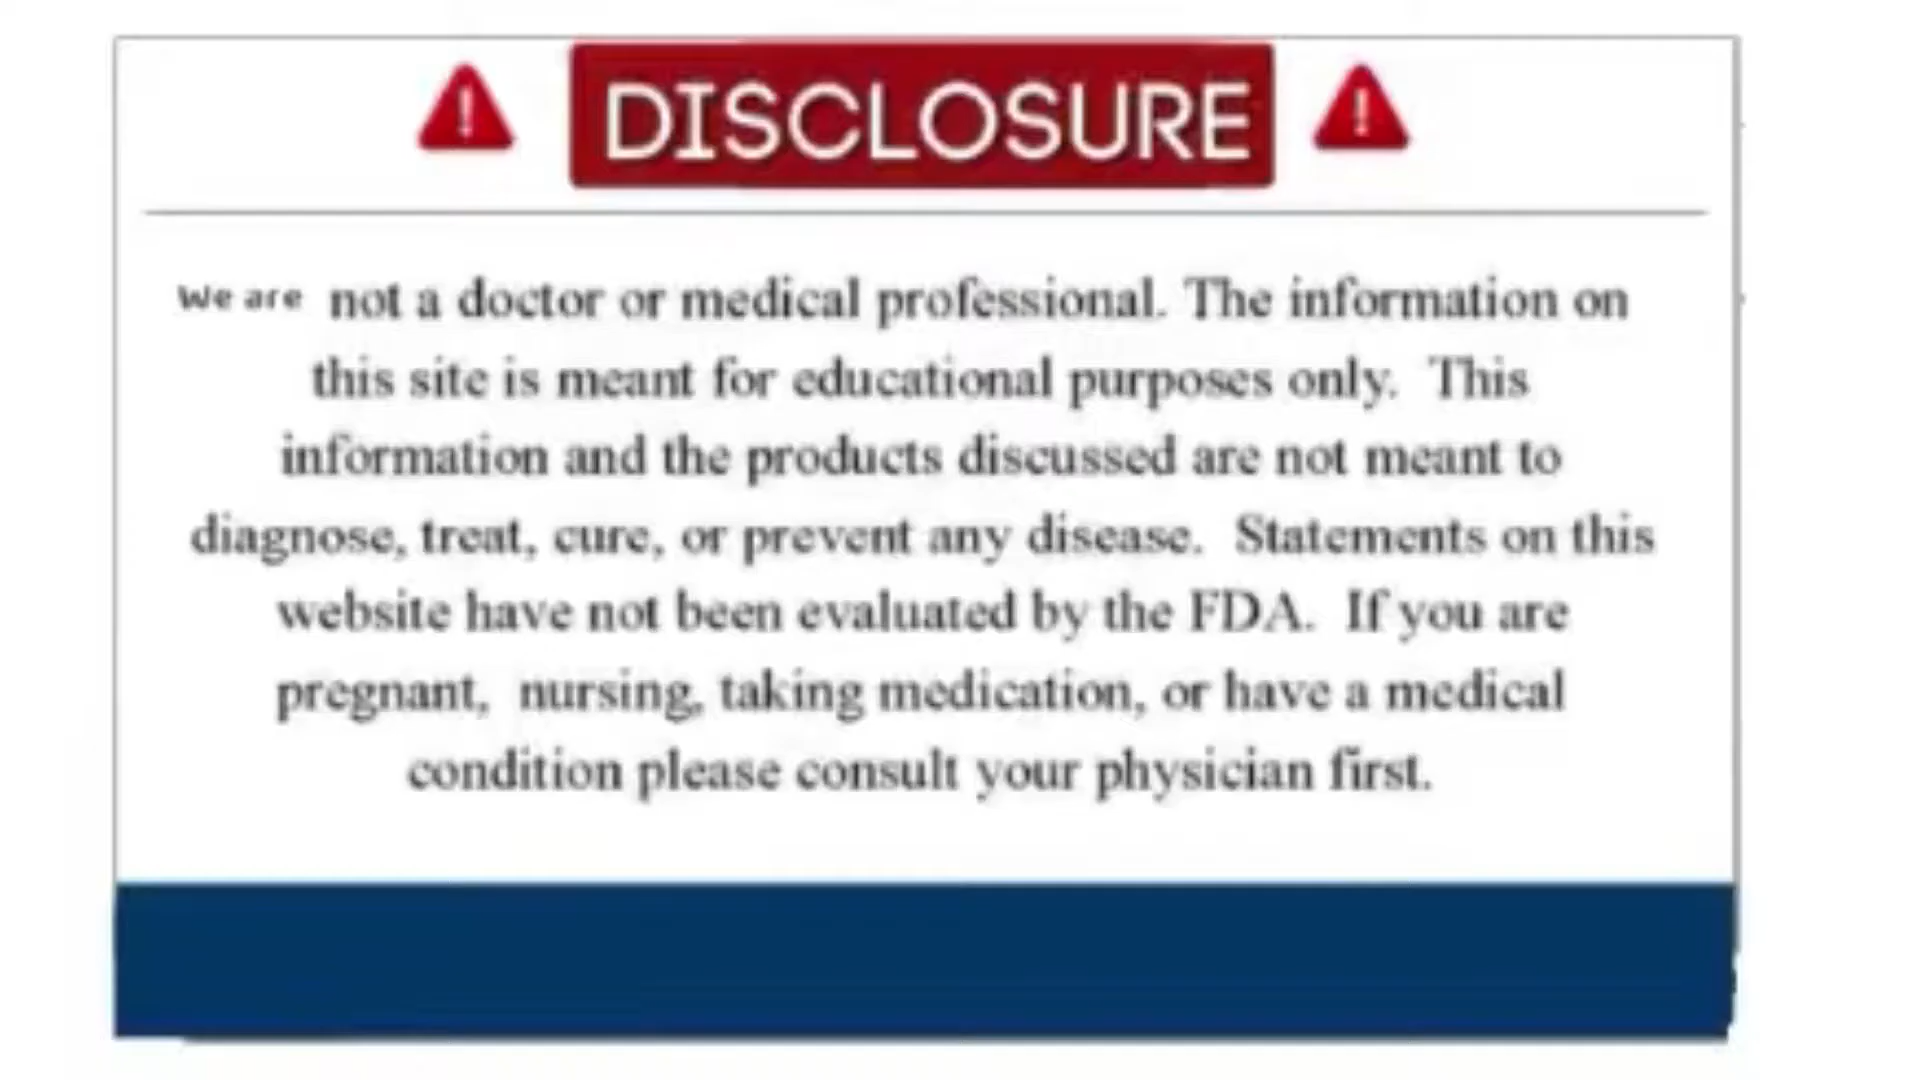 DISCLOSURE
We are not a doctor or medical professional. The information on
this site is meant for educational purposes only. This
information and the products discussed are not meant to
diagnose, treat, cure, or prevent any disease. Statements on this
website have not been evaluated by the FDA. If you are
pregnant, nursing, taking medication, or have a medical
condition please consult your physician first.